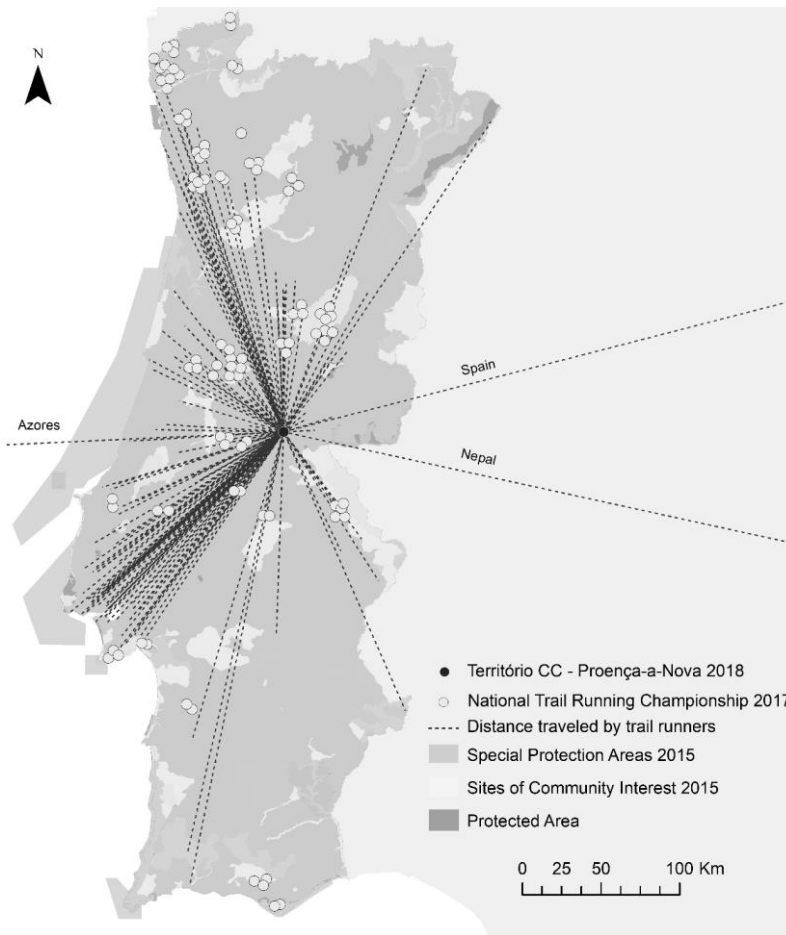 N
Spain
Azores
Nepal
Território CC - Proença-a-Nova 2018
National Trail Running Championship 2017
Distance traveled by trail runners
Special Protection Areas 2015
Sites of Community Interest 2015
Protected Area
0 25 50 100 Km